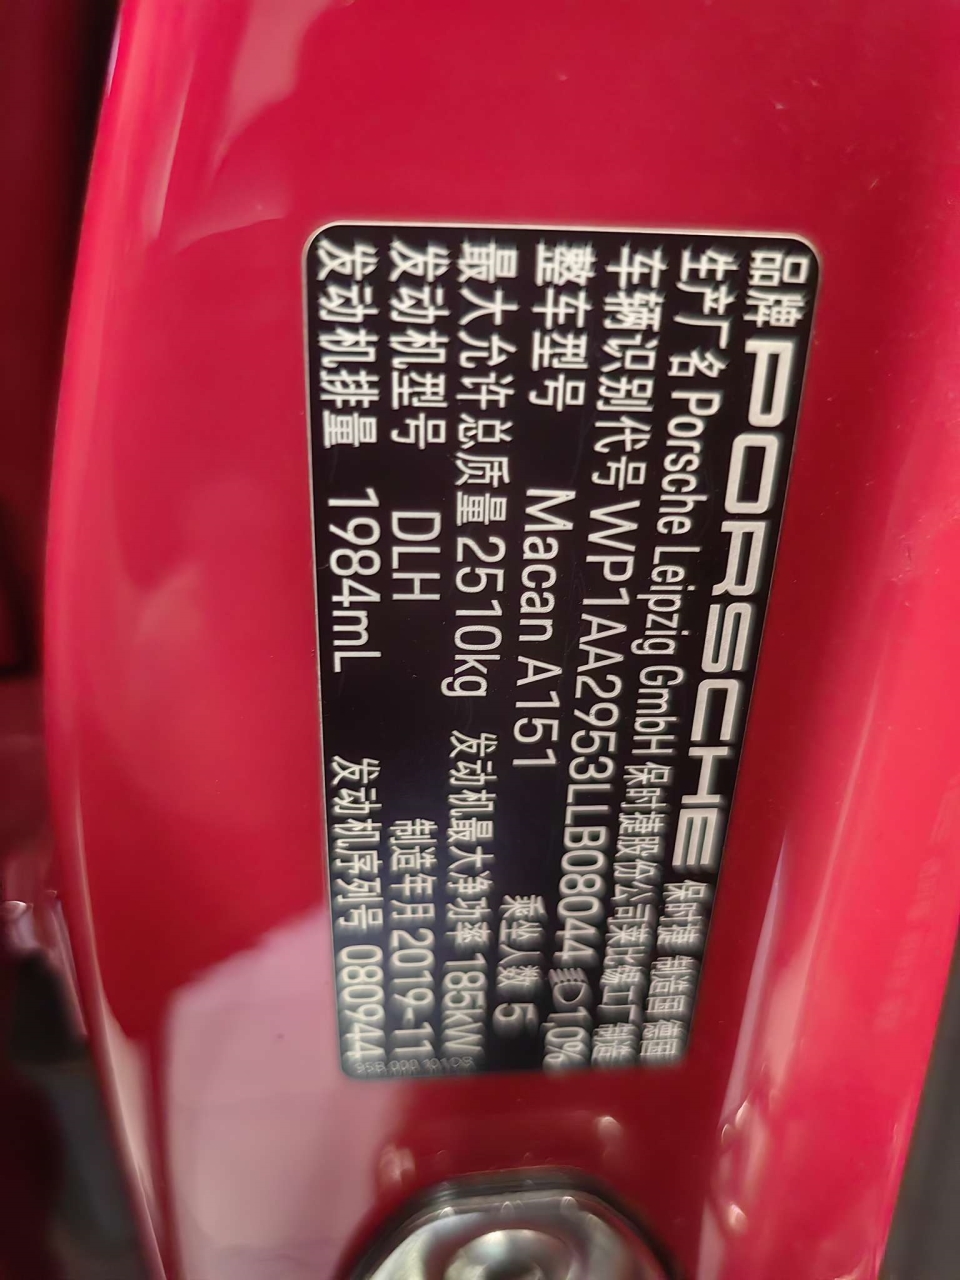 品牌 PORSCHE 保时捷 制造国 德国
生产厂名 Porsche Leipzig GmbH 保时捷股份公司莱比锡工厂 制造
车辆识别代号 WP1AA2953LLB08044 1,0%
整车型号 Macan A151 乘坐人数 5
最大允许总质量 2510kg 发动机最大净功率 185kW
发动机型号 DLH 制造年月 2019-11
发动机排量 1984mL 发动机序列号 080944